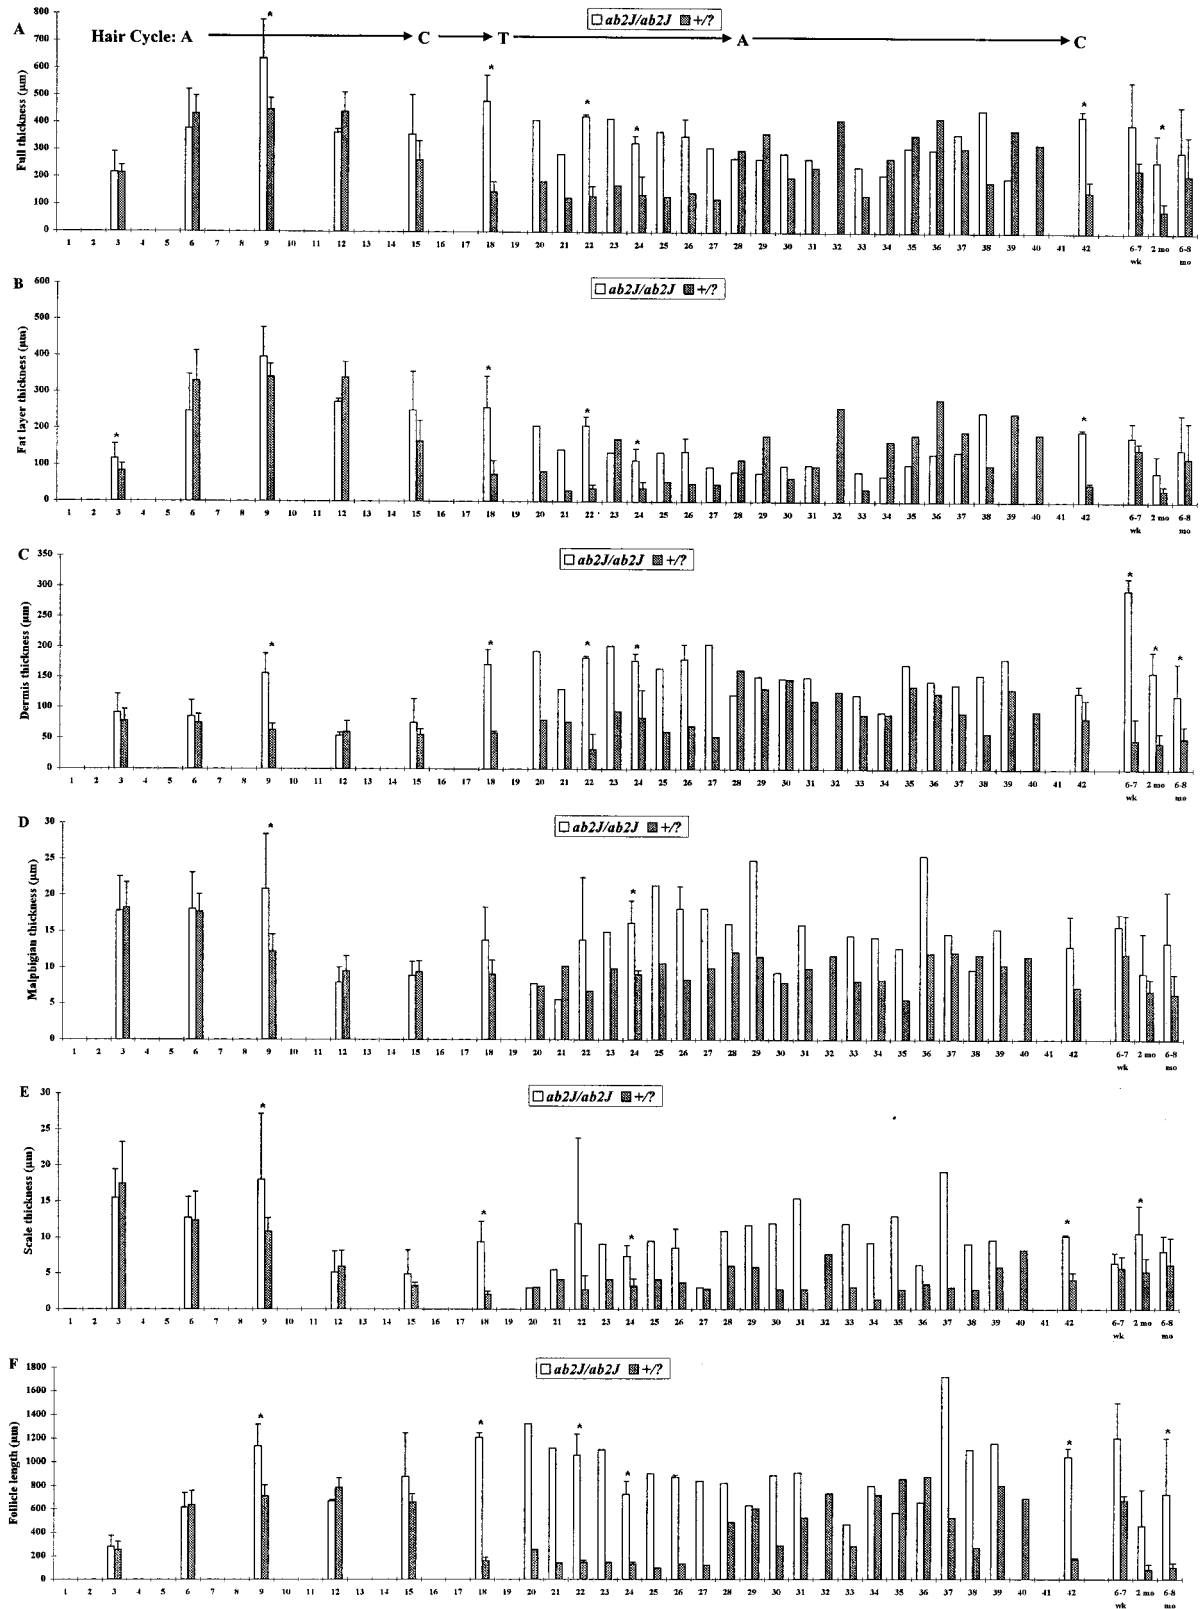 A
ab2J/ab2J +/?
Hair Cycle: A C T A C
Full thickness (µm)
800
700
600
500
400
300
200
100
0
* * * * * *
1 2 3 4 5 6 7 8 9 10 11 12 13 14 15 16 17 18 19 20 21 22 23 24 25 26 27 28 29 30 31 32 33 34 35 36 37 38 39 40 41 42 6-7 2 mo 6-8
wk mo
B
ab2J/ab2J +/?
Fat layer thickness (µm)
600
500
400
300
200
100
0
* * * * *
1 2 3 4 5 6 7 8 9 10 11 12 13 14 15 16 17 18 19 20 21 22 23 24 25 26 27 28 29 30 31 32 33 34 35 36 37 38 39 40 41 42 6-7 2 mo 6-8
wk mo
C
ab2J/ab2J +/?
Dermis thickness (µm)
350
300
250
200
150
100
50
0
* * * * * * *
1 2 3 4 5 6 7 8 9 10 11 12 13 14 15 16 17 18 19 20 21 22 23 24 25 26 27 28 29 30 31 32 33 34 35 36 37 38 39 40 41 42 6-7 2 mo 6-8
wk mo
D
ab2J/ab2J +/?
Malpbigian thickness (µm)
30
25
20
15
10
5
0
* *
1 2 3 4 5 6 7 8 9 10 11 12 13 14 15 16 17 18 19 20 21 22 23 24 25 26 27 28 29 30 31 32 33 34 35 36 37 38 39 40 41 42 6-7 2 mo 6-8
wk mo
E
ab2J/ab2J +/?
Scale thickness (µm)
30
25
20
15
10
5
0
* * * * *
1 2 3 4 5 6 7 8 9 10 11 12 13 14 15 16 17 18 19 20 21 22 23 24 25 26 27 28 29 30 31 32 33 34 35 36 37 38 39 40 41 42 6-7 2 mo 6-8
wk mo
F
ab2J/ab2J +/?
Follicle length (µm)
1800
1600
1400
1200
1000
800
600
400
200
0
* * * * * *
1 2 3 4 5 6 7 8 9 10 11 12 13 14 15 16 17 18 19 20 21 22 23 24 25 26 27 28 29 30 31 32 33 34 35 36 37 38 39 40 41 42 6-7 2 mo 6-8
wk mo